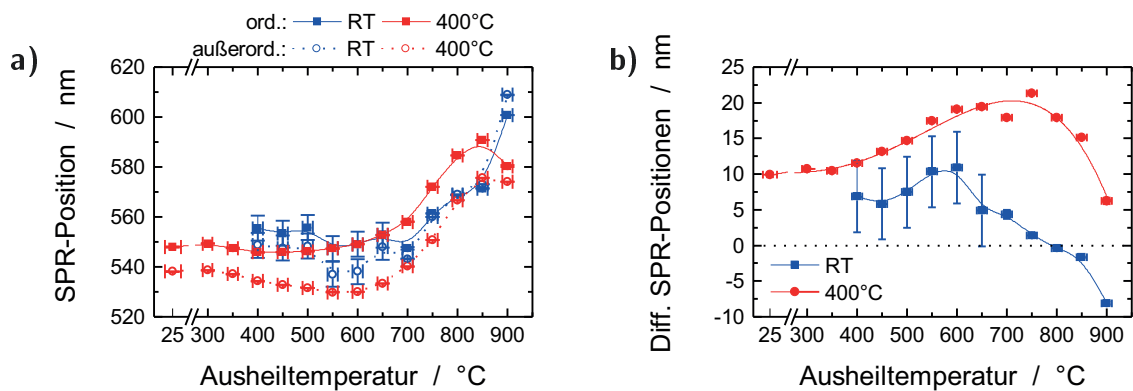 ord.: RT 400°C
außerord.: RT 400°C
a)
SPR-Position / nm
620
600
580
560
540
520
25 300 400 500 600 700 800 900
Ausheiltemperatur / °C
b)
Diff. SPR-Positionen / nm
25
20
15
10
5
0
-5
-10
RT
400°C
25 300 400 500 600 700 800 900
Ausheiltemperatur / °C